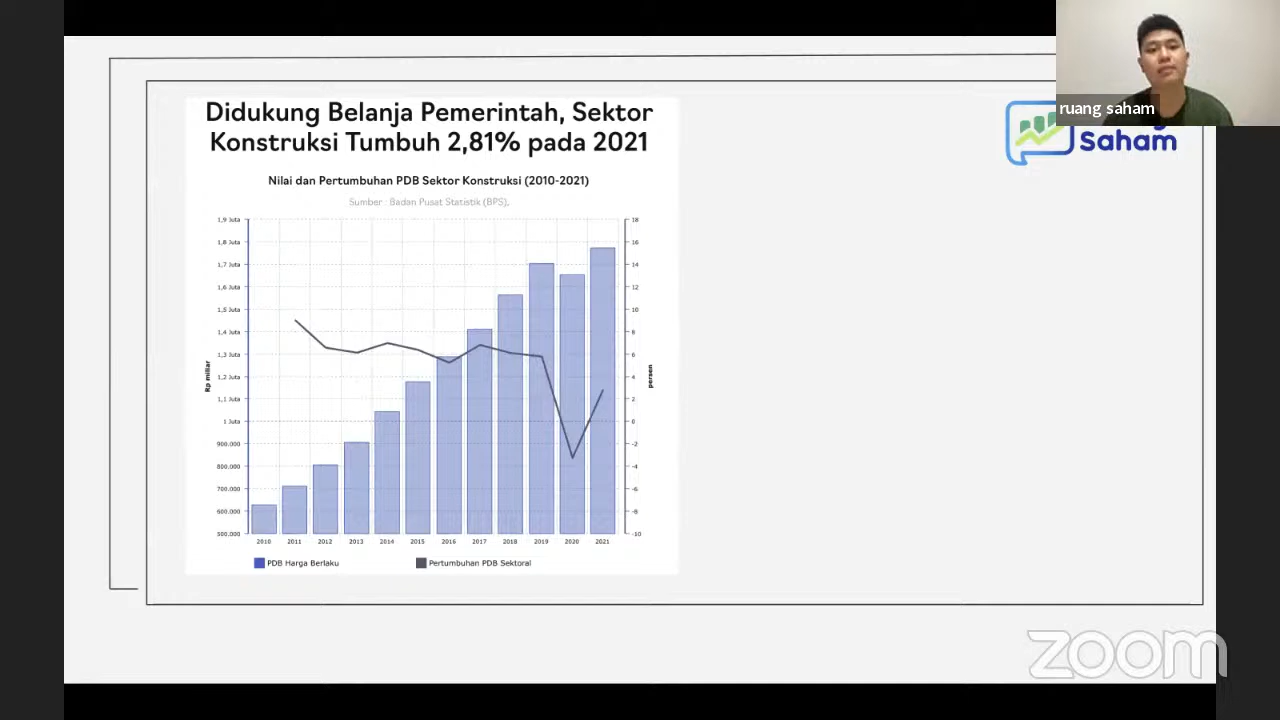 ruang saham
Saham
Didukung Belanja Pemerintah, Sektor
Konstruksi Tumbuh 2,81% pada 2021
Nilai dan Pertumbuhan PDB Sektor Konstruksi (2010-2021)
Sumber : Badan Pusat Statistik (BPS),
1,9 Juta
1,8 Juta
1,7 Juta
1,6 Juta
1,5 Juta
1,4 Juta
1,3 Juta
1,2 Juta
1,1 Juta
1 Juta
900.000
800.000
700.000
600.000
500.000
Rp miliar
18
16
14
12
10
8
6
4
2
0
-2
-4
-6
-8
-10
persen
2010 2011 2012 2013 2014 2015 2016 2017 2018 2019 2020 2021
PDB Harga Berlaku
Pertumbuhan PDB Sektoral
zoom